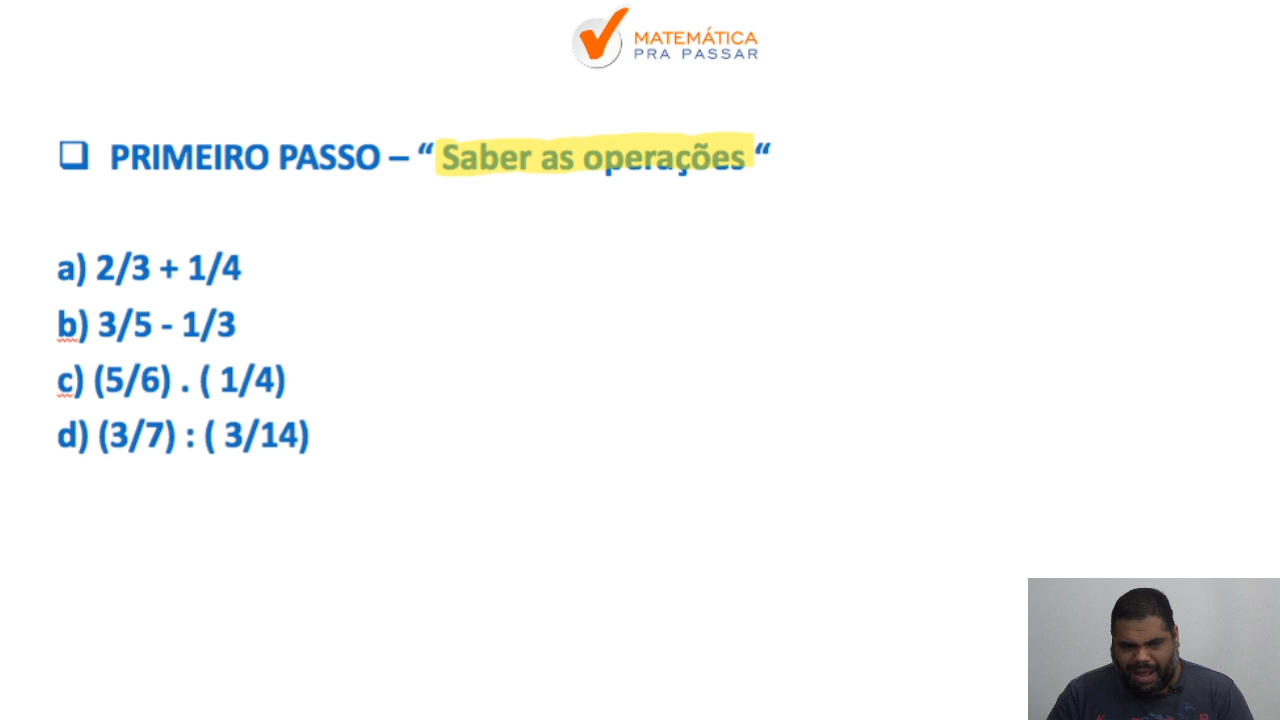 MATEMÁTICA
PRA PASSAR
PRIMEIRO PASSO – “ Saber as operações “
a) 2/3 + 1/4
b) 3/5 - 1/3
c) (5/6) . ( 1/4)
d) (3/7) : ( 3/14)